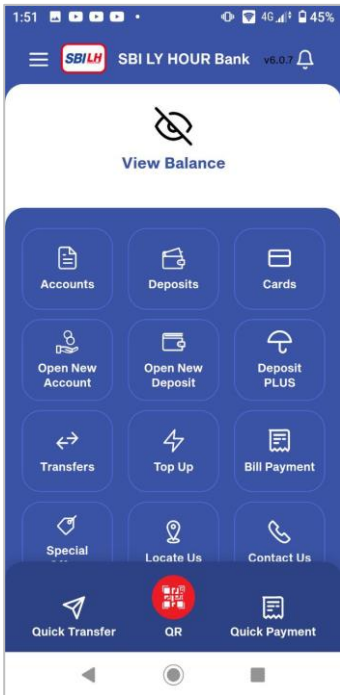 1:51 4G 45%
SBI LH SBI LY HOUR Bank v6.0.7
View Balance
Accounts Deposits Cards
Open New Open New Deposit
Account Deposit PLUS
Transfers Top Up Bill Payment
Special
Locate Us Contact Us
Quick Transfer QR Quick Payment